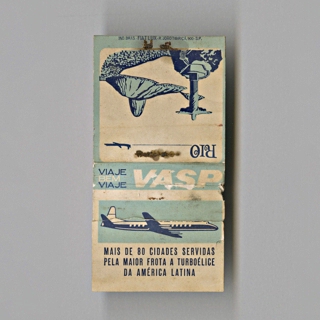 VIAJE
VIAJE
VASP
MAIS DE 80 CIDADES SERVIDAS
PELA MAIOR FROTA A TURBOÉLICE
DA AMÉRICA LATINA
RIO